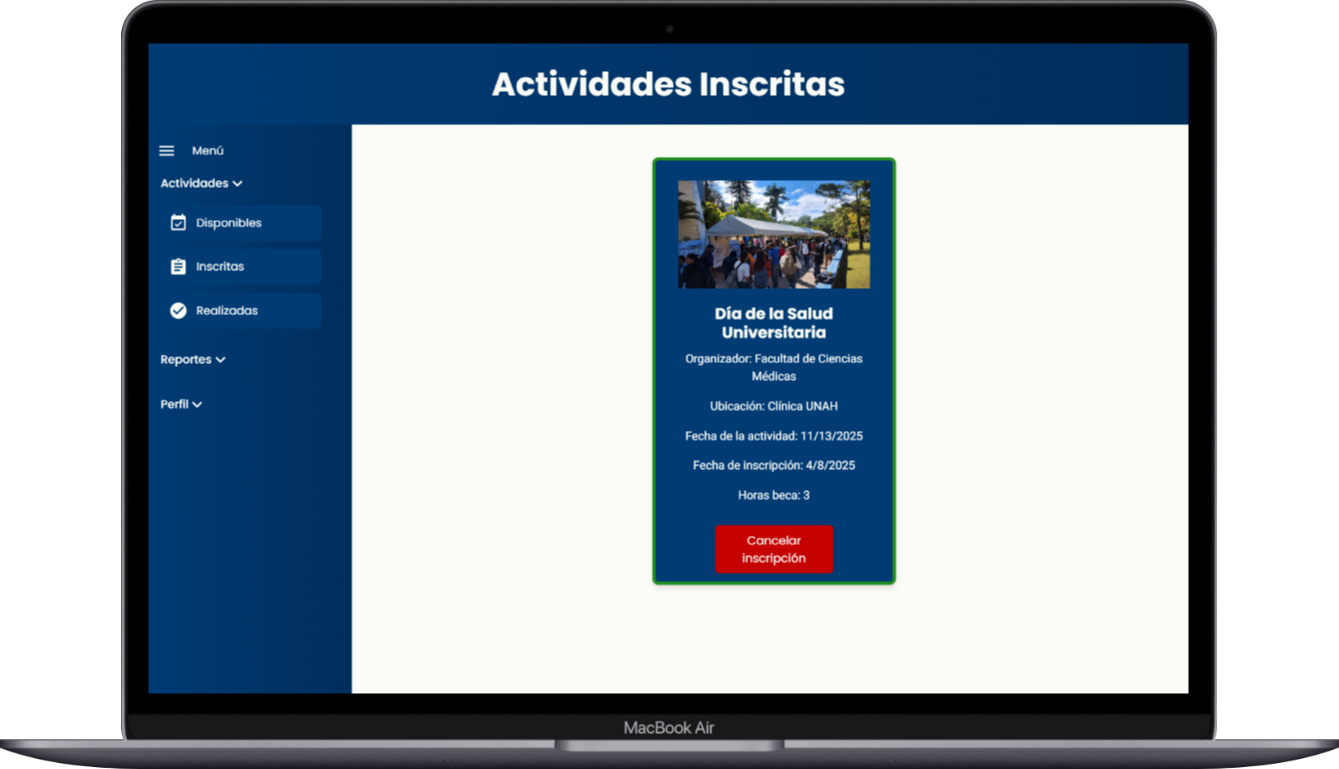 Actividades Inscritas
Menú
Actividades
Disponibles
Inscritas
Realizadas
Reportes
Perfil
Día de la Salud
Universitaria
Organizador: Facultad de Ciencias
Médicas
Ubicación: Clínica UNAH
Fecha de la actividad: 11/13/2025
Fecha de inscripción: 4/8/2025
Horas beca: 3
Cancelar
inscripción
MacBook Air